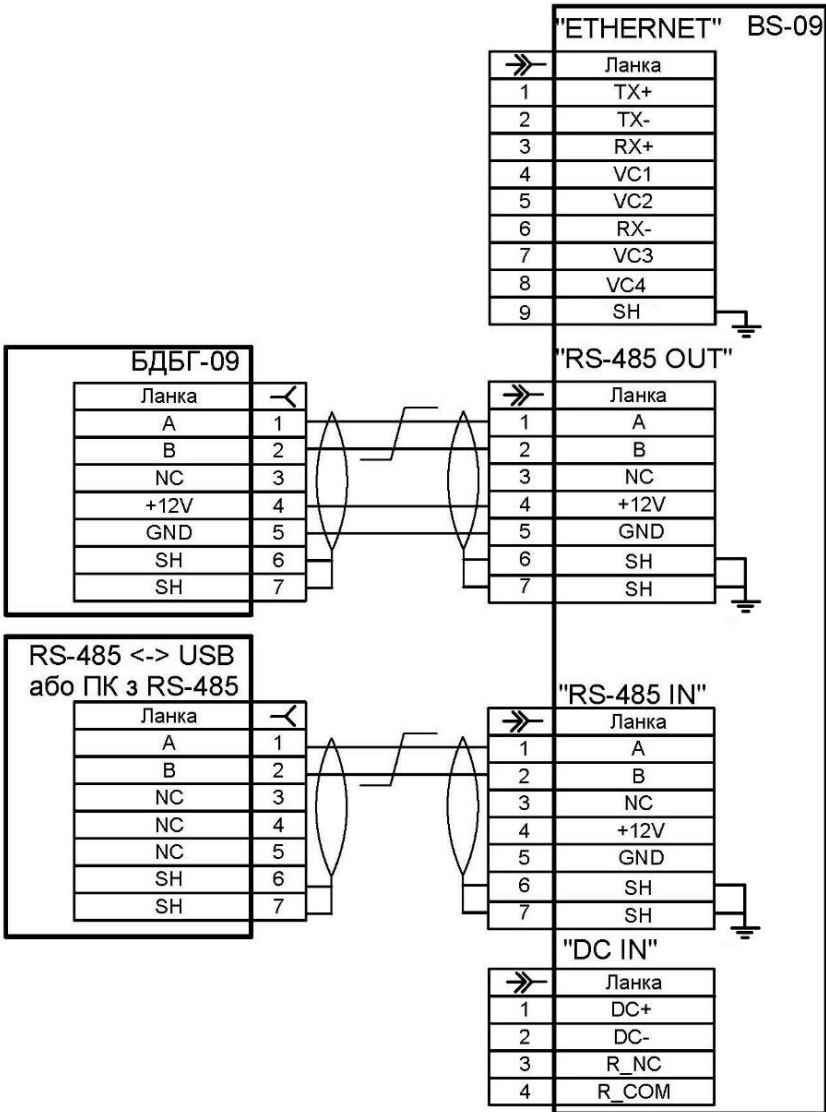 "ETHERNET" BS-09
Ланка
1 TX+
2 TX-
3 RX+
4 VC1
5 VC2
6 RX-
7 VC3
8 VC4
9 SH
БДБГ-09
Ланка
A 1
B 2
NC 3
+12V 4
GND 5
SH 6
SH 7
"RS-485 OUT"
Ланка
1 A
2 B
3 NC
4 +12V
5 GND
6 SH
7 SH
RS-485 <-> USB
або ПК з RS-485
Ланка
A 1
B 2
NC 3
NC 4
NC 5
SH 6
SH 7
"RS-485 IN"
Ланка
1 A
2 B
3 NC
4 +12V
5 GND
6 SH
7 SH
"DC IN"
Ланка
1 DC+
2 DC-
3 R_NC
4 R_COM